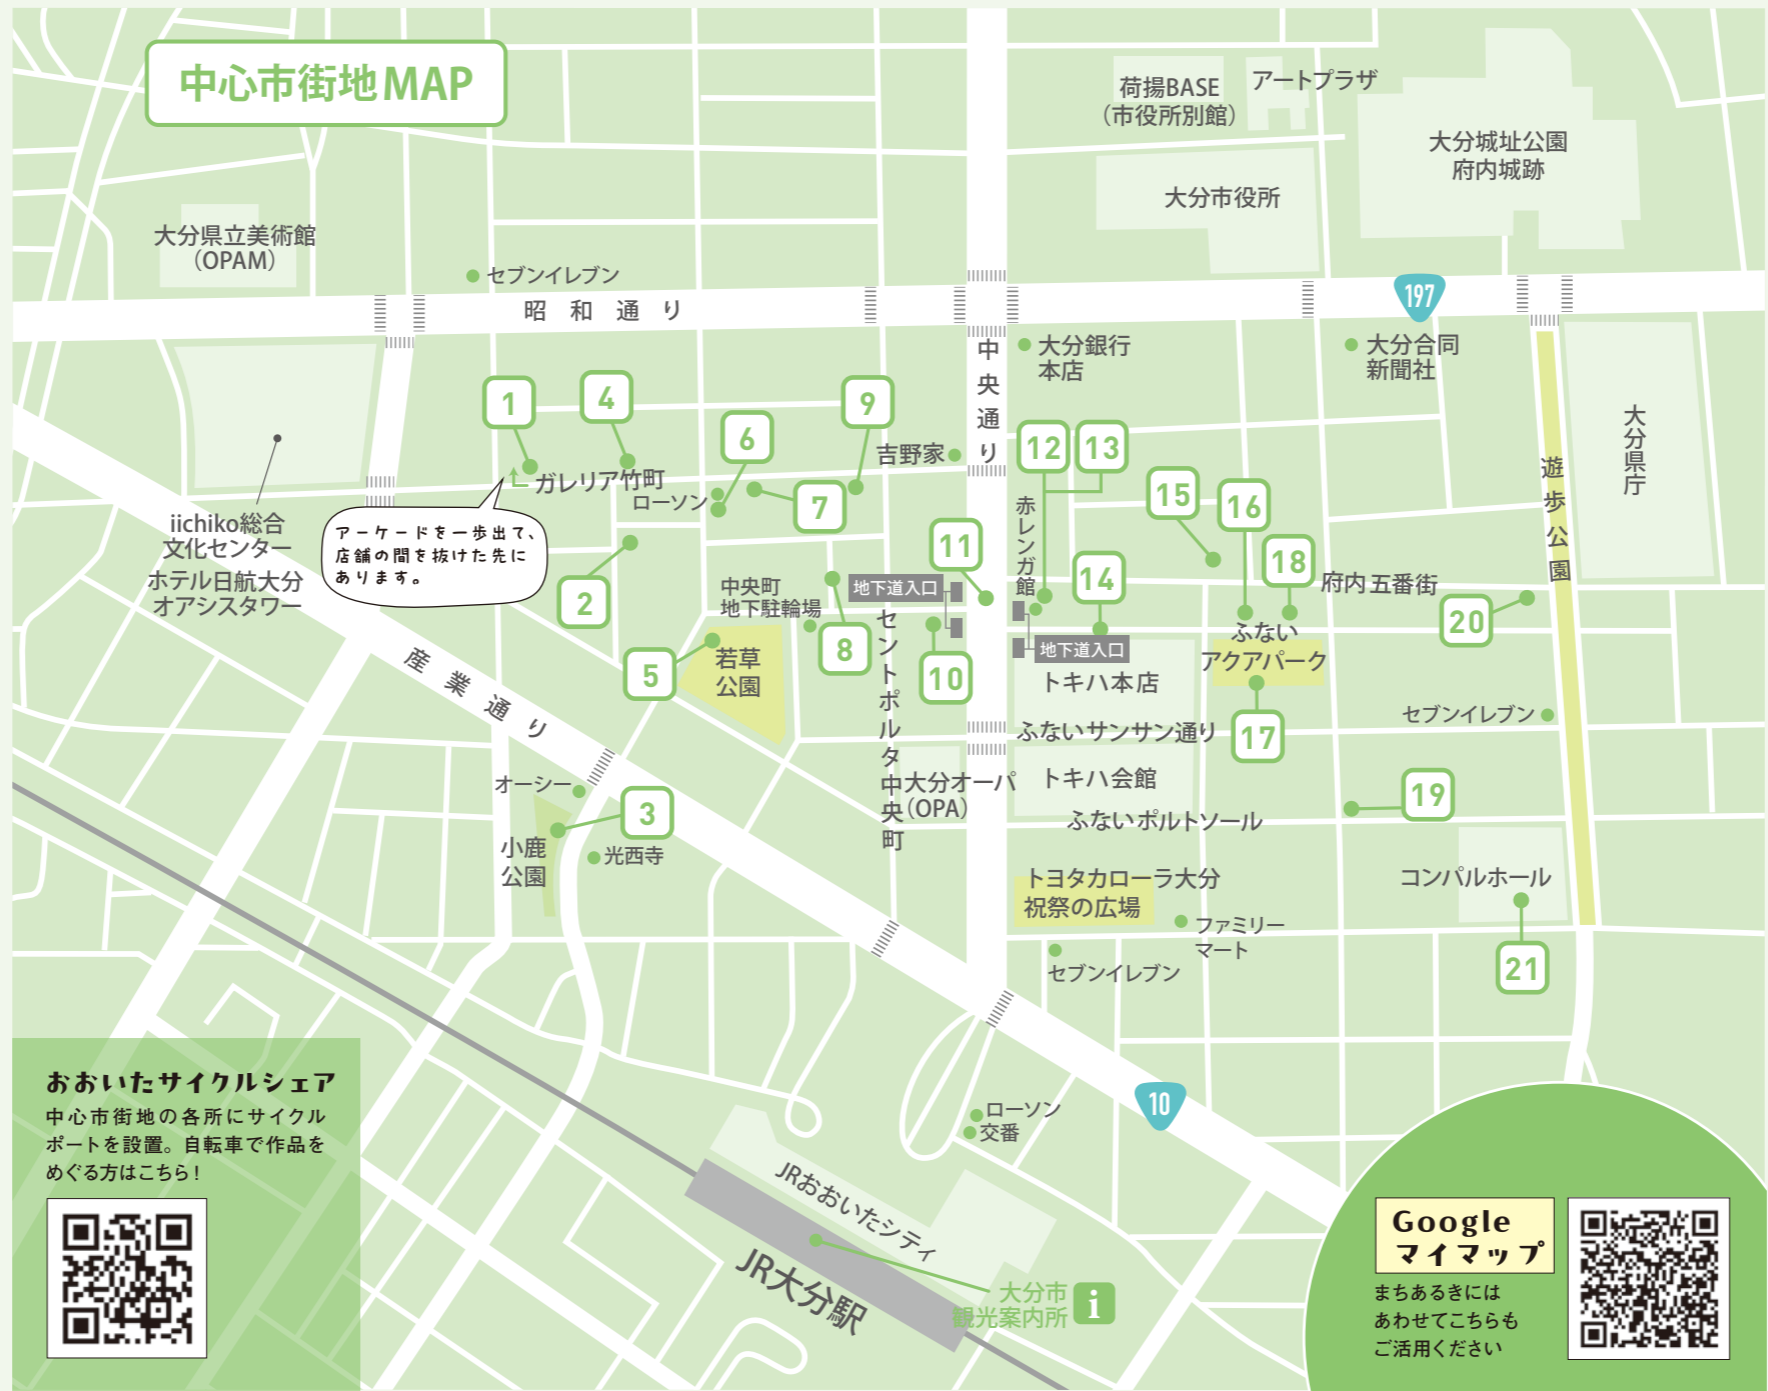 中心市街地MAP
荷揚BASE
（市役所別館）
アートプラザ
大分城址公園
府内城跡
大分市役所
大分県立美術館
（OPAM）
セブンイレブン
昭和通り
197
中央通り
大分銀行
本店
大分合同
新聞社
大分県庁
遊歩公園
1
4
9
6
7
吉野家
12
13
15
16
ガレリア竹町
ローソン
赤レンガ館
iichiko総合
文化センター
ホテル日航大分
オアシスタワー
アーケードを一歩出て、
店舗の間を抜けた先に
あります。
11
14
18
府内五番街
2
中央町
地下駐輪場
地下道入口
8
セントポルタ中央町
10
地下道入口
20
ふない
アクアパーク
5
若草
公園
トキハ本店
産業通り
ふないサンサン通り
17
セブンイレブン
オーシー
大分オーパ
（OPA）
トキハ会館
3
19
ふないポルトソール
小鹿
公園
光西寺
トヨタカローラ大分
祝祭の広場
コンパルホール
ファミリー
マート
セブンイレブン
21
おおいたサイクルシェア
中心市街地の各所にサイクル
ポートを設置。自転車で作品を
めぐる方はこちら！
10
ローソン
交番
JRおおいたシティ
JR大分駅
大分市
観光案内所
i
Google
マイマップ
まちあるきには
あわせてこちらも
ご活用ください